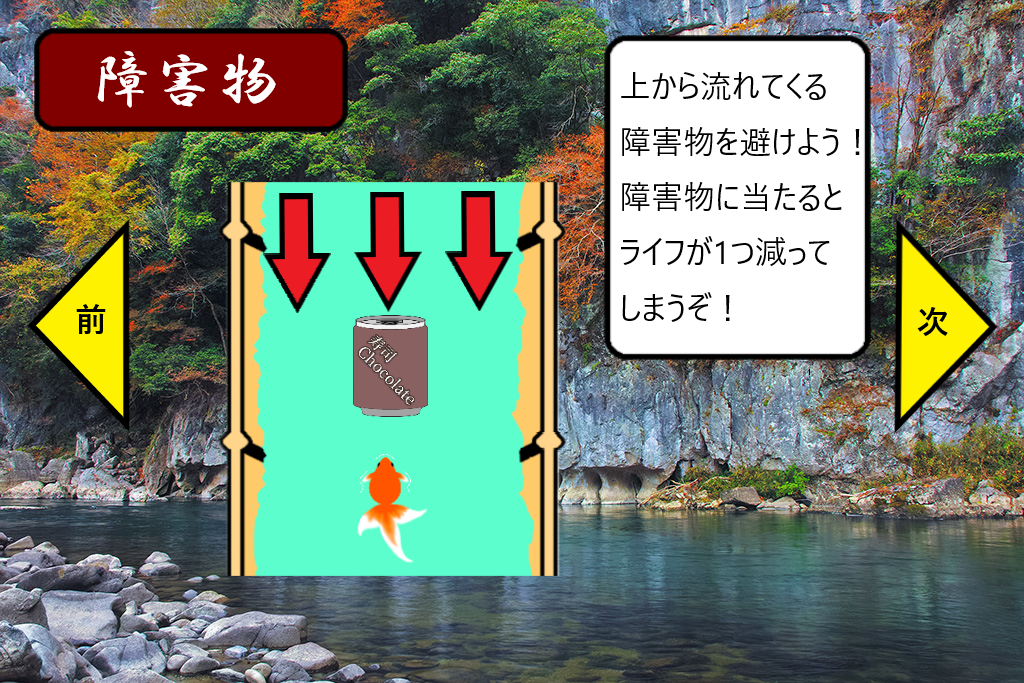 障害物
上から流れてくる
障害物を避けよう！
障害物に当たると
ライフが1つ減って
しまうぞ！
前
次
寿司
Chocolate